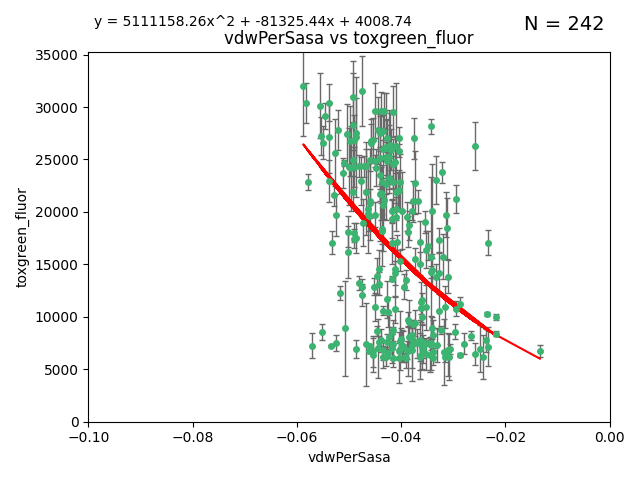 y = 5111158.26x^2 + -81325.44x + 4008.74
N = 242
vdwPerSasa vs toxgreen_fluor
35000
30000
25000
20000
15000
10000
5000
0
toxgreen_fluor
−0.10
−0.08
−0.06
−0.04
−0.02
0.00
vdwPerSasa